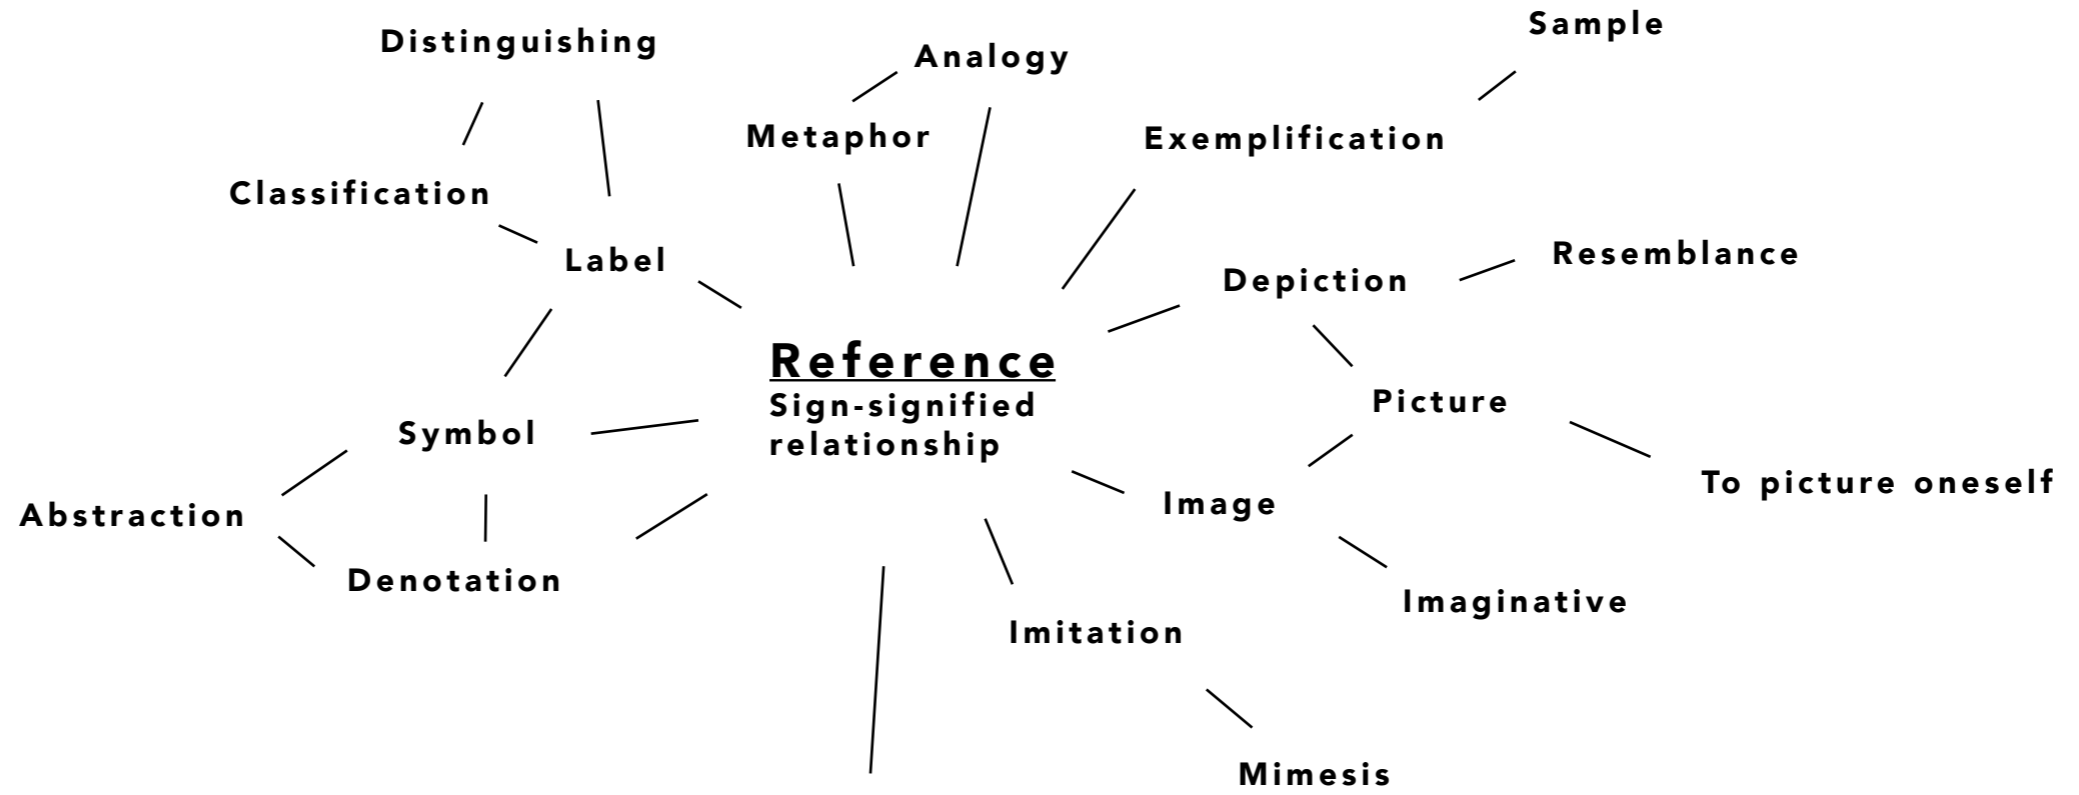 Sample
Distinguishing
Analogy
Metaphor
Exemplification
Classification
Resemblance
Label
Depiction
Reference
Sign-signified
relationship
Picture
Symbol
To picture oneself
Image
Abstraction
Denotation
Imaginative
Imitation
Mimesis